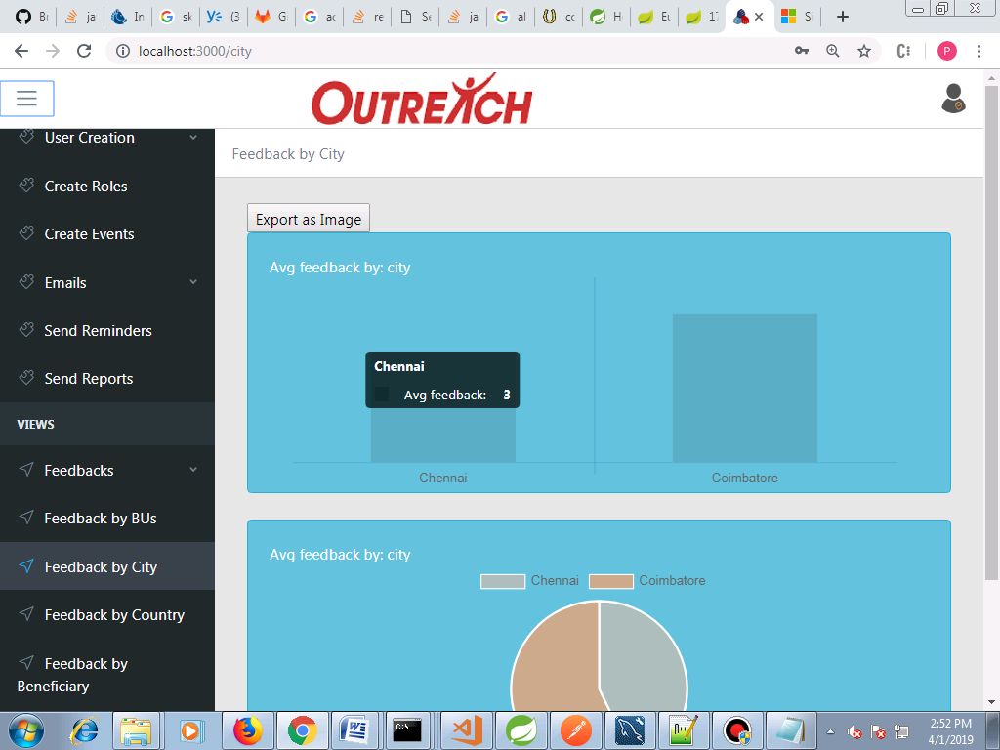 Br
ja
In
sk
(3
G
ac
re
Se
ja
al
cc
H
Eu
17
Si
localhost:3000/city
P
OUTREACH
User Creation
Create Roles
Create Events
Emails
Send Reminders
Send Reports
VIEWS
Feedbacks
Feedback by BUs
Feedback by City
Feedback by Country
Feedback by
Beneficiary
Feedback by City
Export as Image
Avg feedback by: city
Chennai
Avg feedback: 3
Chennai Coimbatore
Avg feedback by: city
Chennai Coimbatore
2:52 PM
4/1/2019